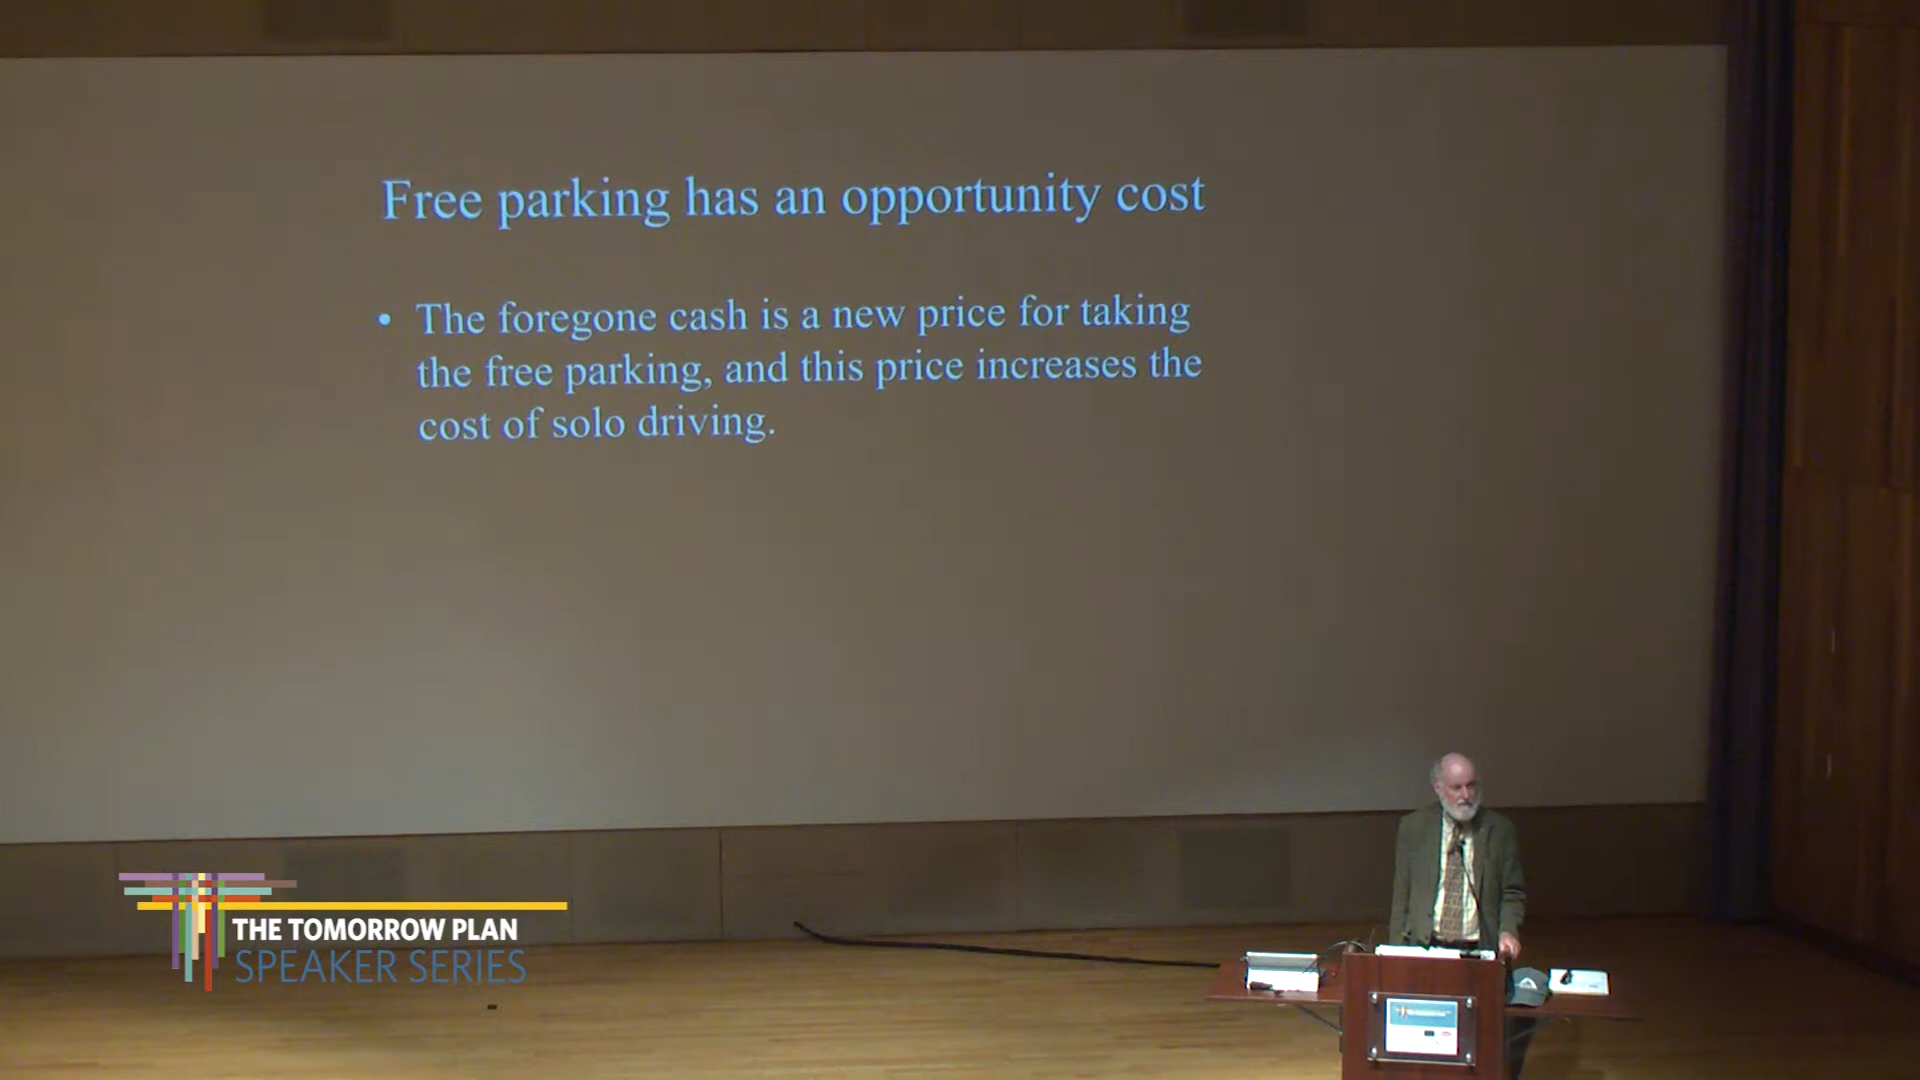 Free parking has an opportunity cost
• The foregone cash is a new price for taking
the free parking, and this price increases the
cost of solo driving.
THE TOMORROW PLAN
SPEAKER SERIES